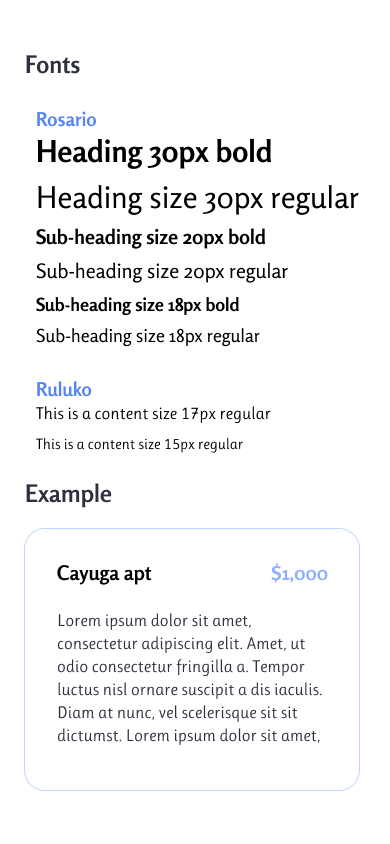 Fonts
Rosario
Heading 30px bold
Heading size 30px regular
Sub-heading size 20px bold
Sub-heading size 20px regular
Sub-heading size 18px bold
Sub-heading size 18px regular
Ruluko
This is a content size 17px regular
This is a content size 15px regular
Example
Cayuga apt $1,000
Lorem ipsum dolor sit amet,
consectetur adipiscing elit. Amet, ut
odio consectetur fringilla a. Tempor
luctus nisl ornare suscipit a dis iaculis.
Diam at nunc, vel scelerisque sit sit
dictumst. Lorem ipsum dolor sit amet,